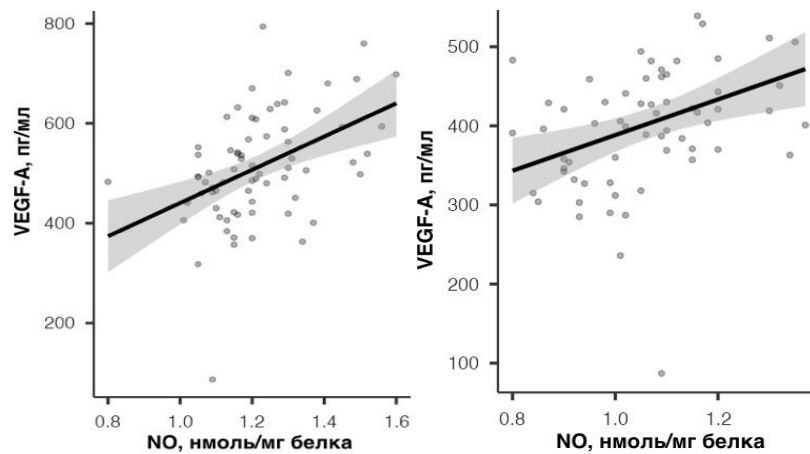 800
600
400
200
VEGF-A, пг/мл
0.8 1.0 1.2 1.4 1.6
NO, нмоль/мг белка
500
400
300
200
100
VEGF-A, пг/мл
0.8 1.0 1.2
NO, нмоль/мг белка